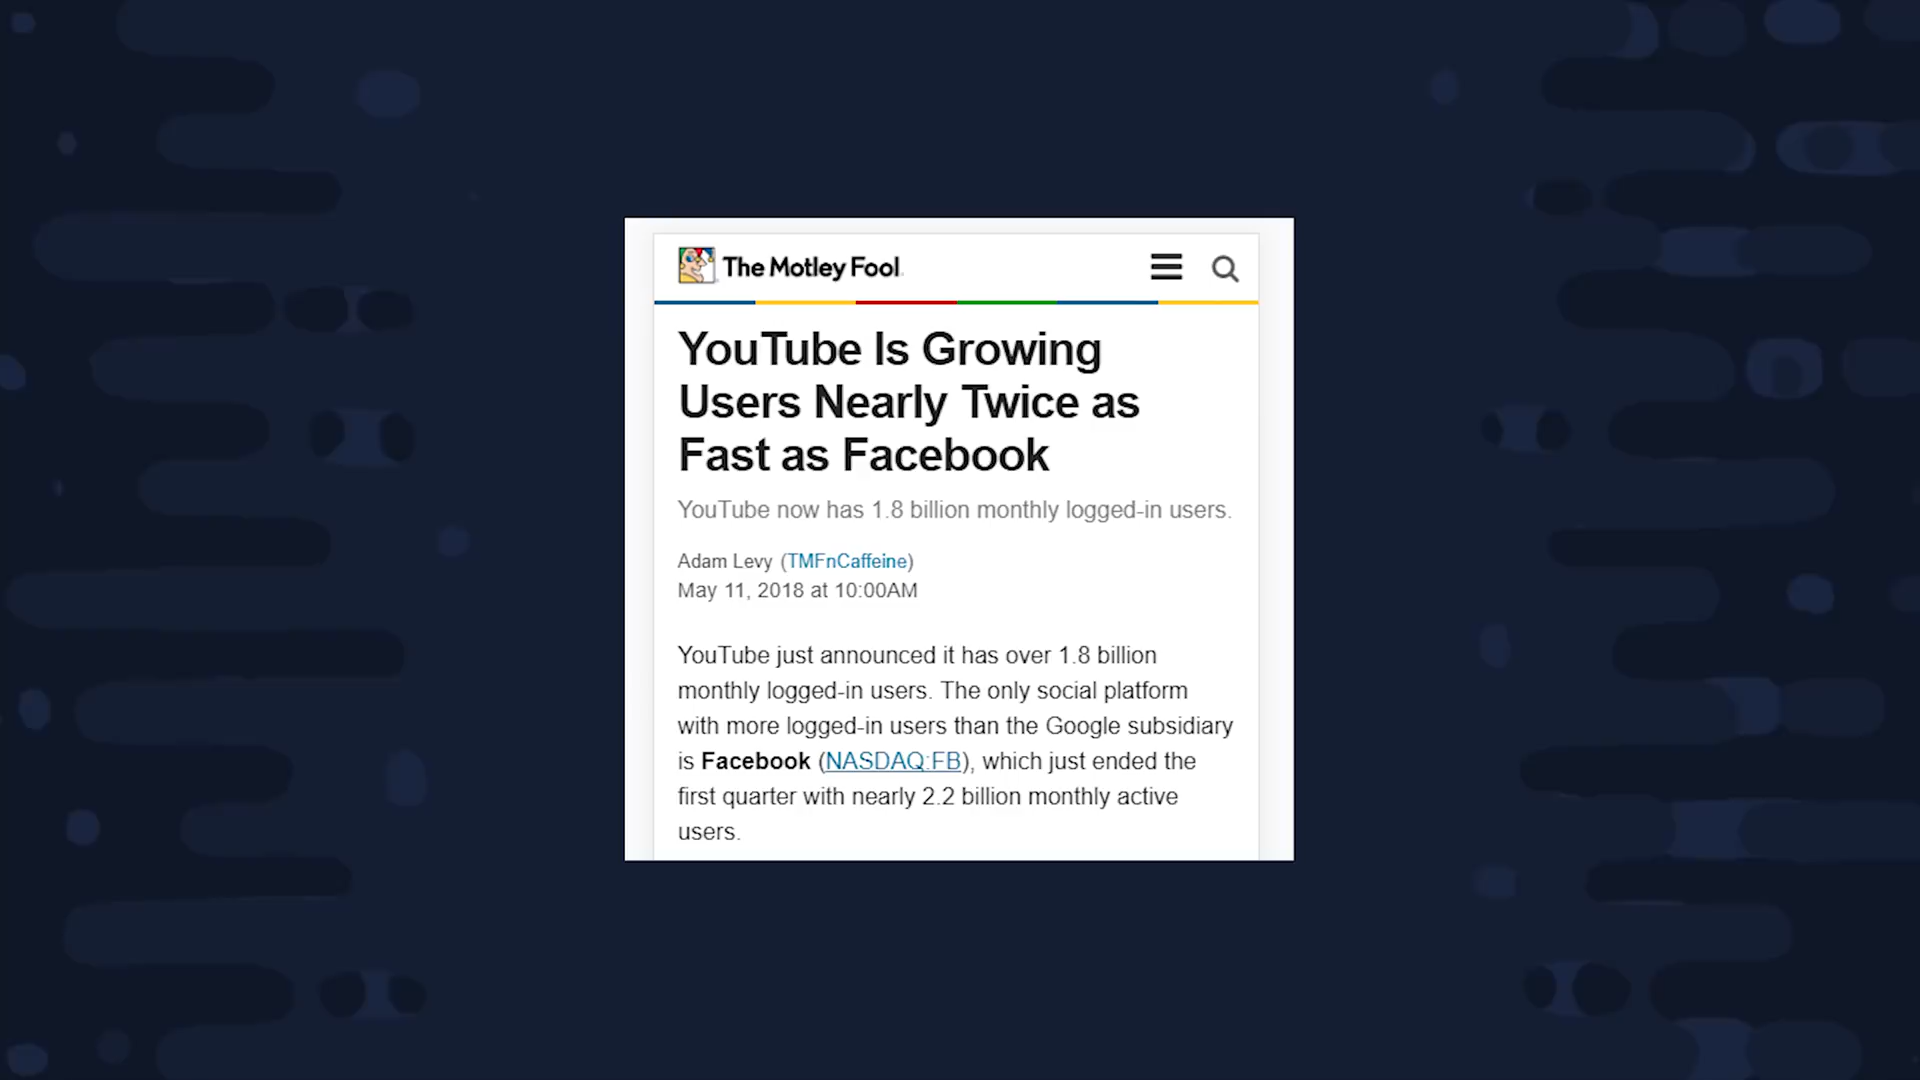 The Motley Fool
YouTube Is Growing
Users Nearly Twice as
Fast as Facebook
YouTube now has 1.8 billion monthly logged-in users.
Adam Levy (TMFnCaffeine)
May 11, 2018 at 10:00AM
YouTube just announced it has over 1.8 billion
monthly logged-in users. The only social platform
with more logged-in users than the Google subsidiary
is Facebook (NASDAQ:FB), which just ended the
first quarter with nearly 2.2 billion monthly active
users.